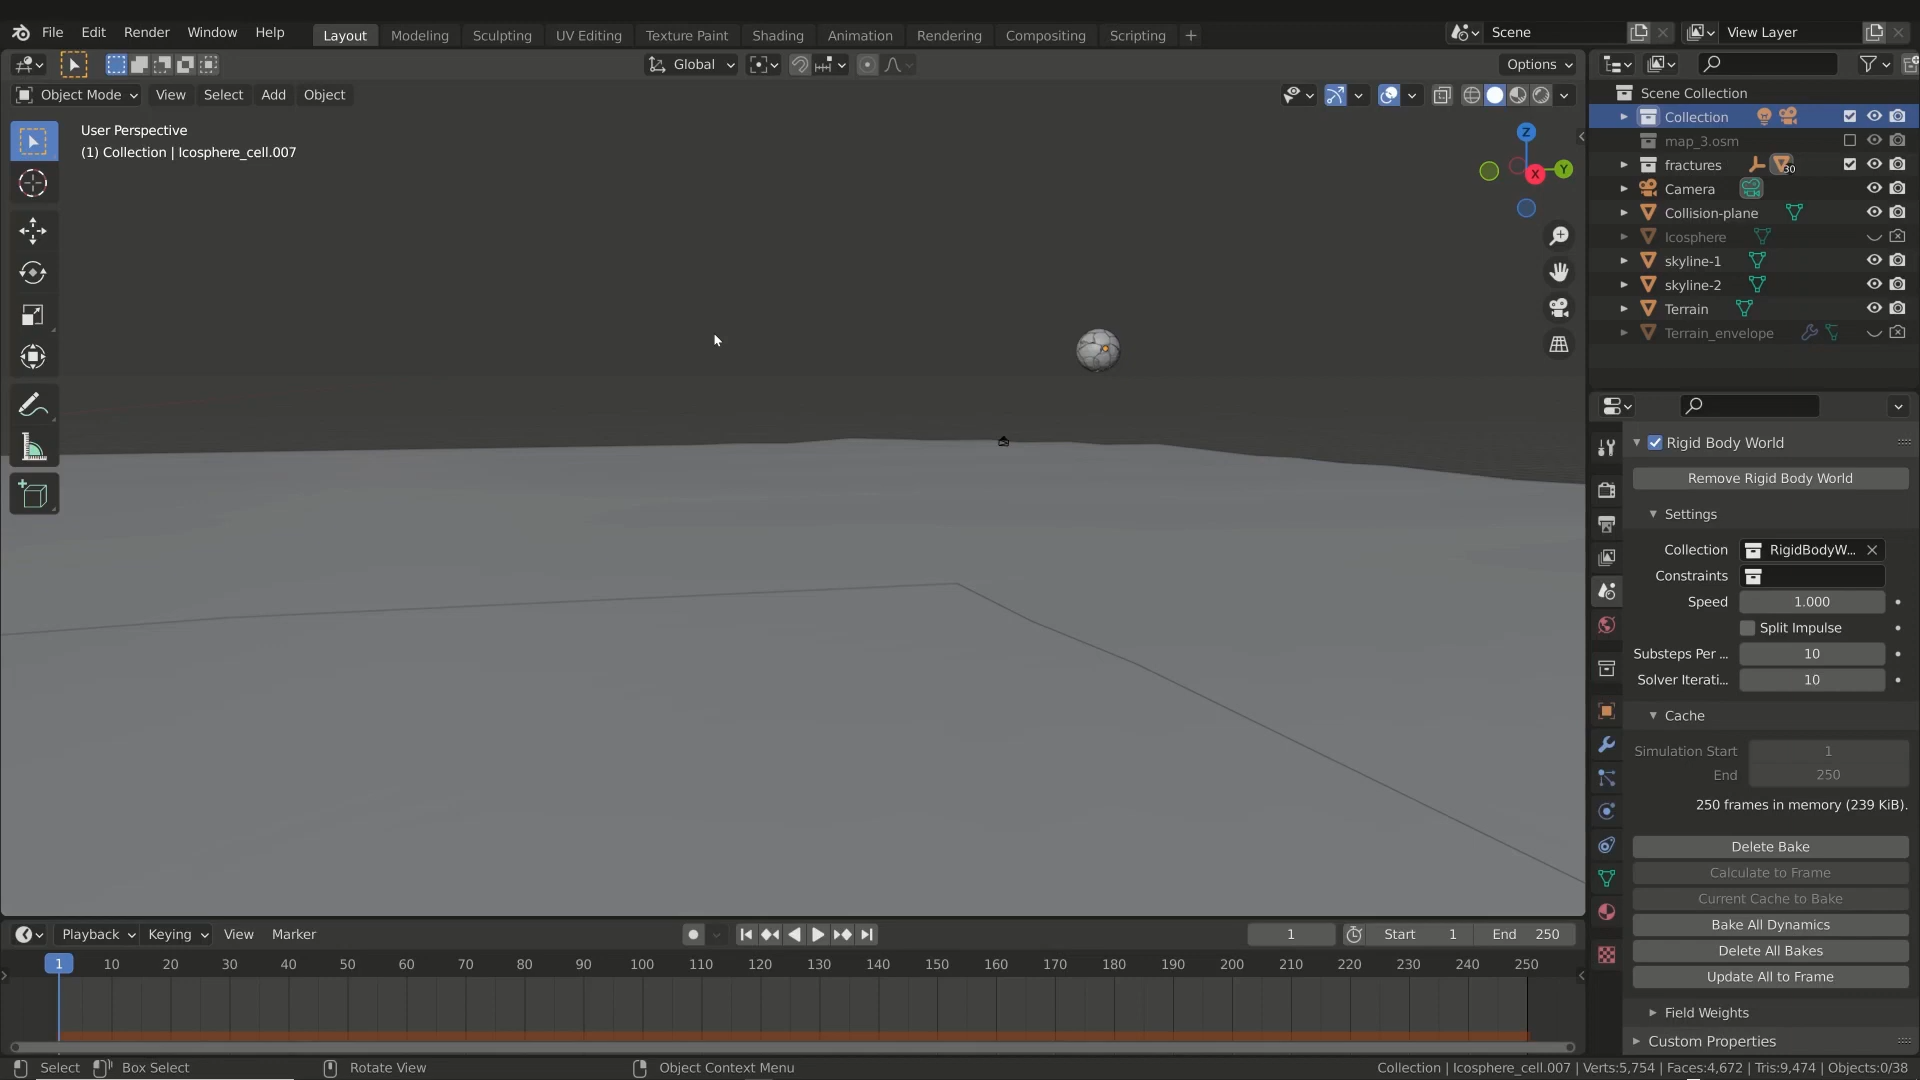 File Edit Render Window Help
Layout Modeling Sculpting UV Editing Texture Paint Shading Animation Rendering Compositing Scripting +
Scene
View Layer
Global
Options
Object Mode View Select Add Object
User Perspective
(1) Collection | Icosphere_cell.007
Z
Y
X
Scene Collection
Collection
map_3.osm
fractures 30
Camera
Collision-plane
Icosphere
skyline-1
skyline-2
Terrain
Terrain_envelope
Rigid Body World
Remove Rigid Body World
Settings
Collection RigidBodyW...
Constraints
Speed 1.000
Split Impulse
Substeps Per ... 10
Solver Iterati... 10
Cache
Simulation Start 1
End 250
250 frames in memory (239 KiB).
Delete Bake
Calculate to Frame
Current Cache to Bake
Bake All Dynamics
Delete All Bakes
Update All to Frame
Field Weights
Custom Properties
Playback Keying View Marker
1 Start 1 End 250
1 10 20 30 40 50 60 70 80 90 100 110 120 130 140 150 160 170 180 190 200 210 220 230 240 250
Select Box Select Rotate View Object Context Menu
Collection | Icosphere_cell.007 | Verts:5,754 | Faces:4,672 | Tris:9,474 | Objects:0/38